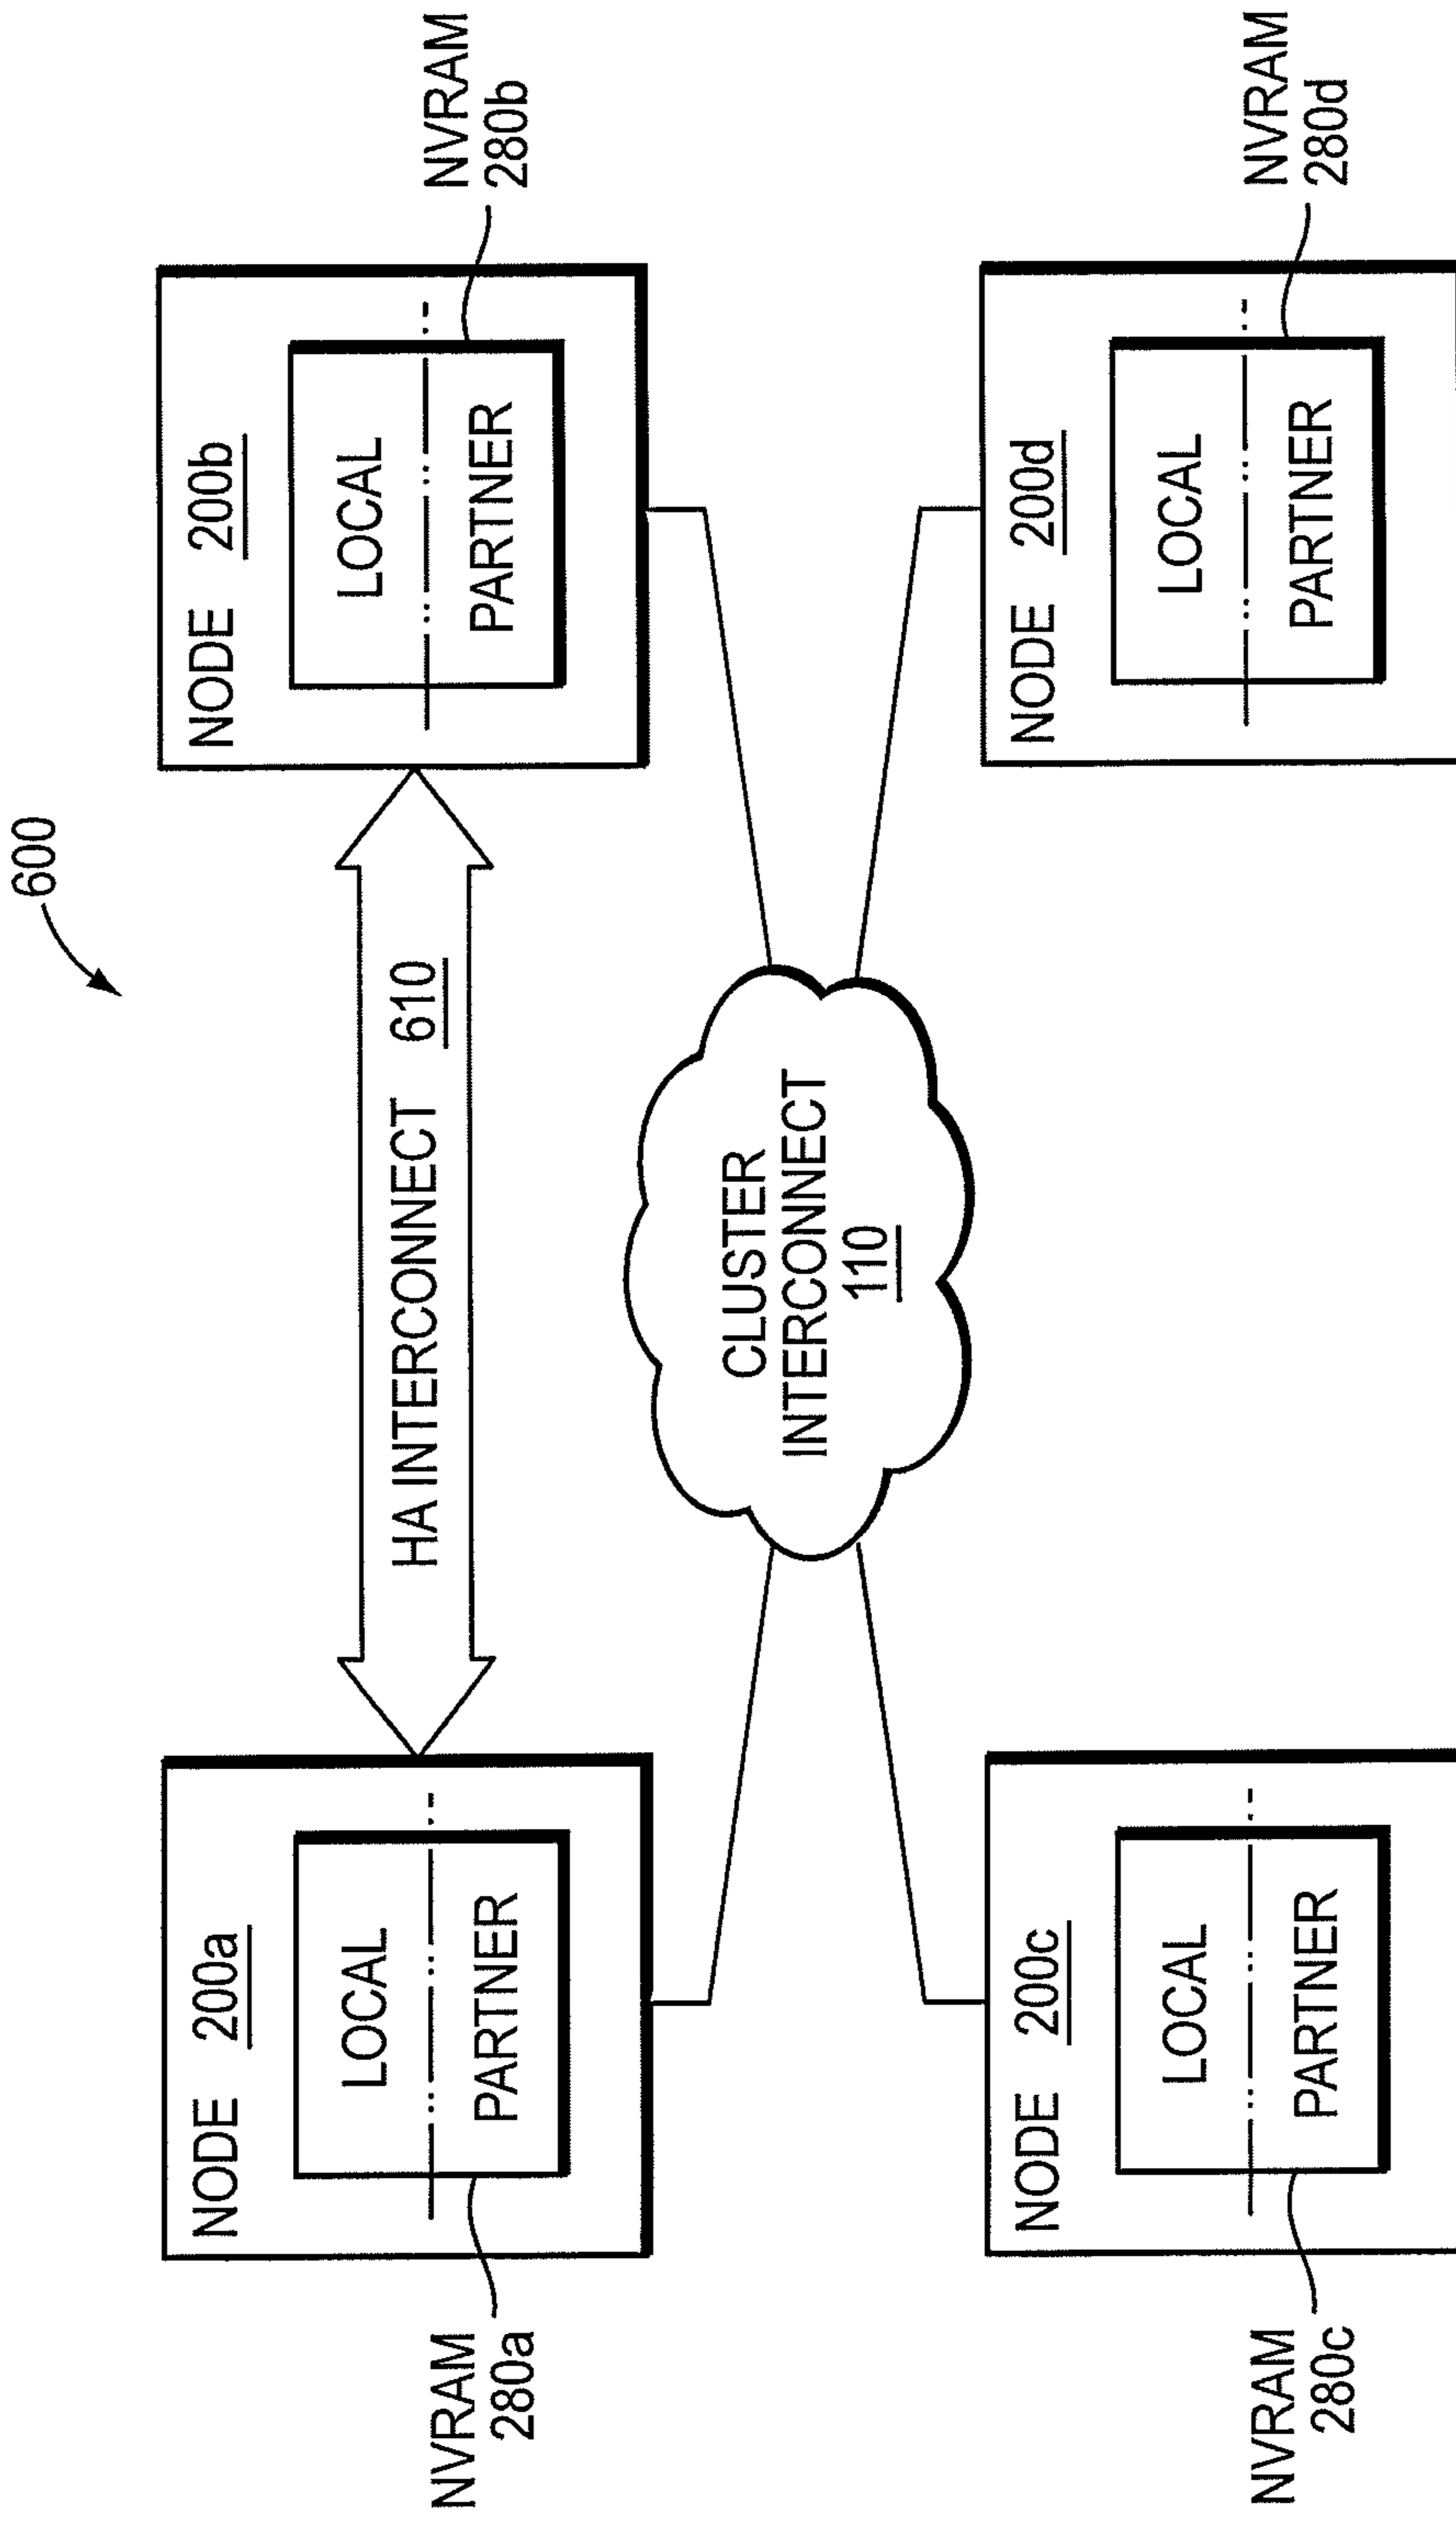 600
NODE 200a
LOCAL
PARTNER
NVRAM
280a
HA INTERCONNECT 610
NODE 200b
LOCAL
PARTNER
NVRAM
280b
CLUSTER
INTERCONNECT
110
NODE 200c
LOCAL
PARTNER
NVRAM
280c
NODE 200d
LOCAL
PARTNER
NVRAM
280d